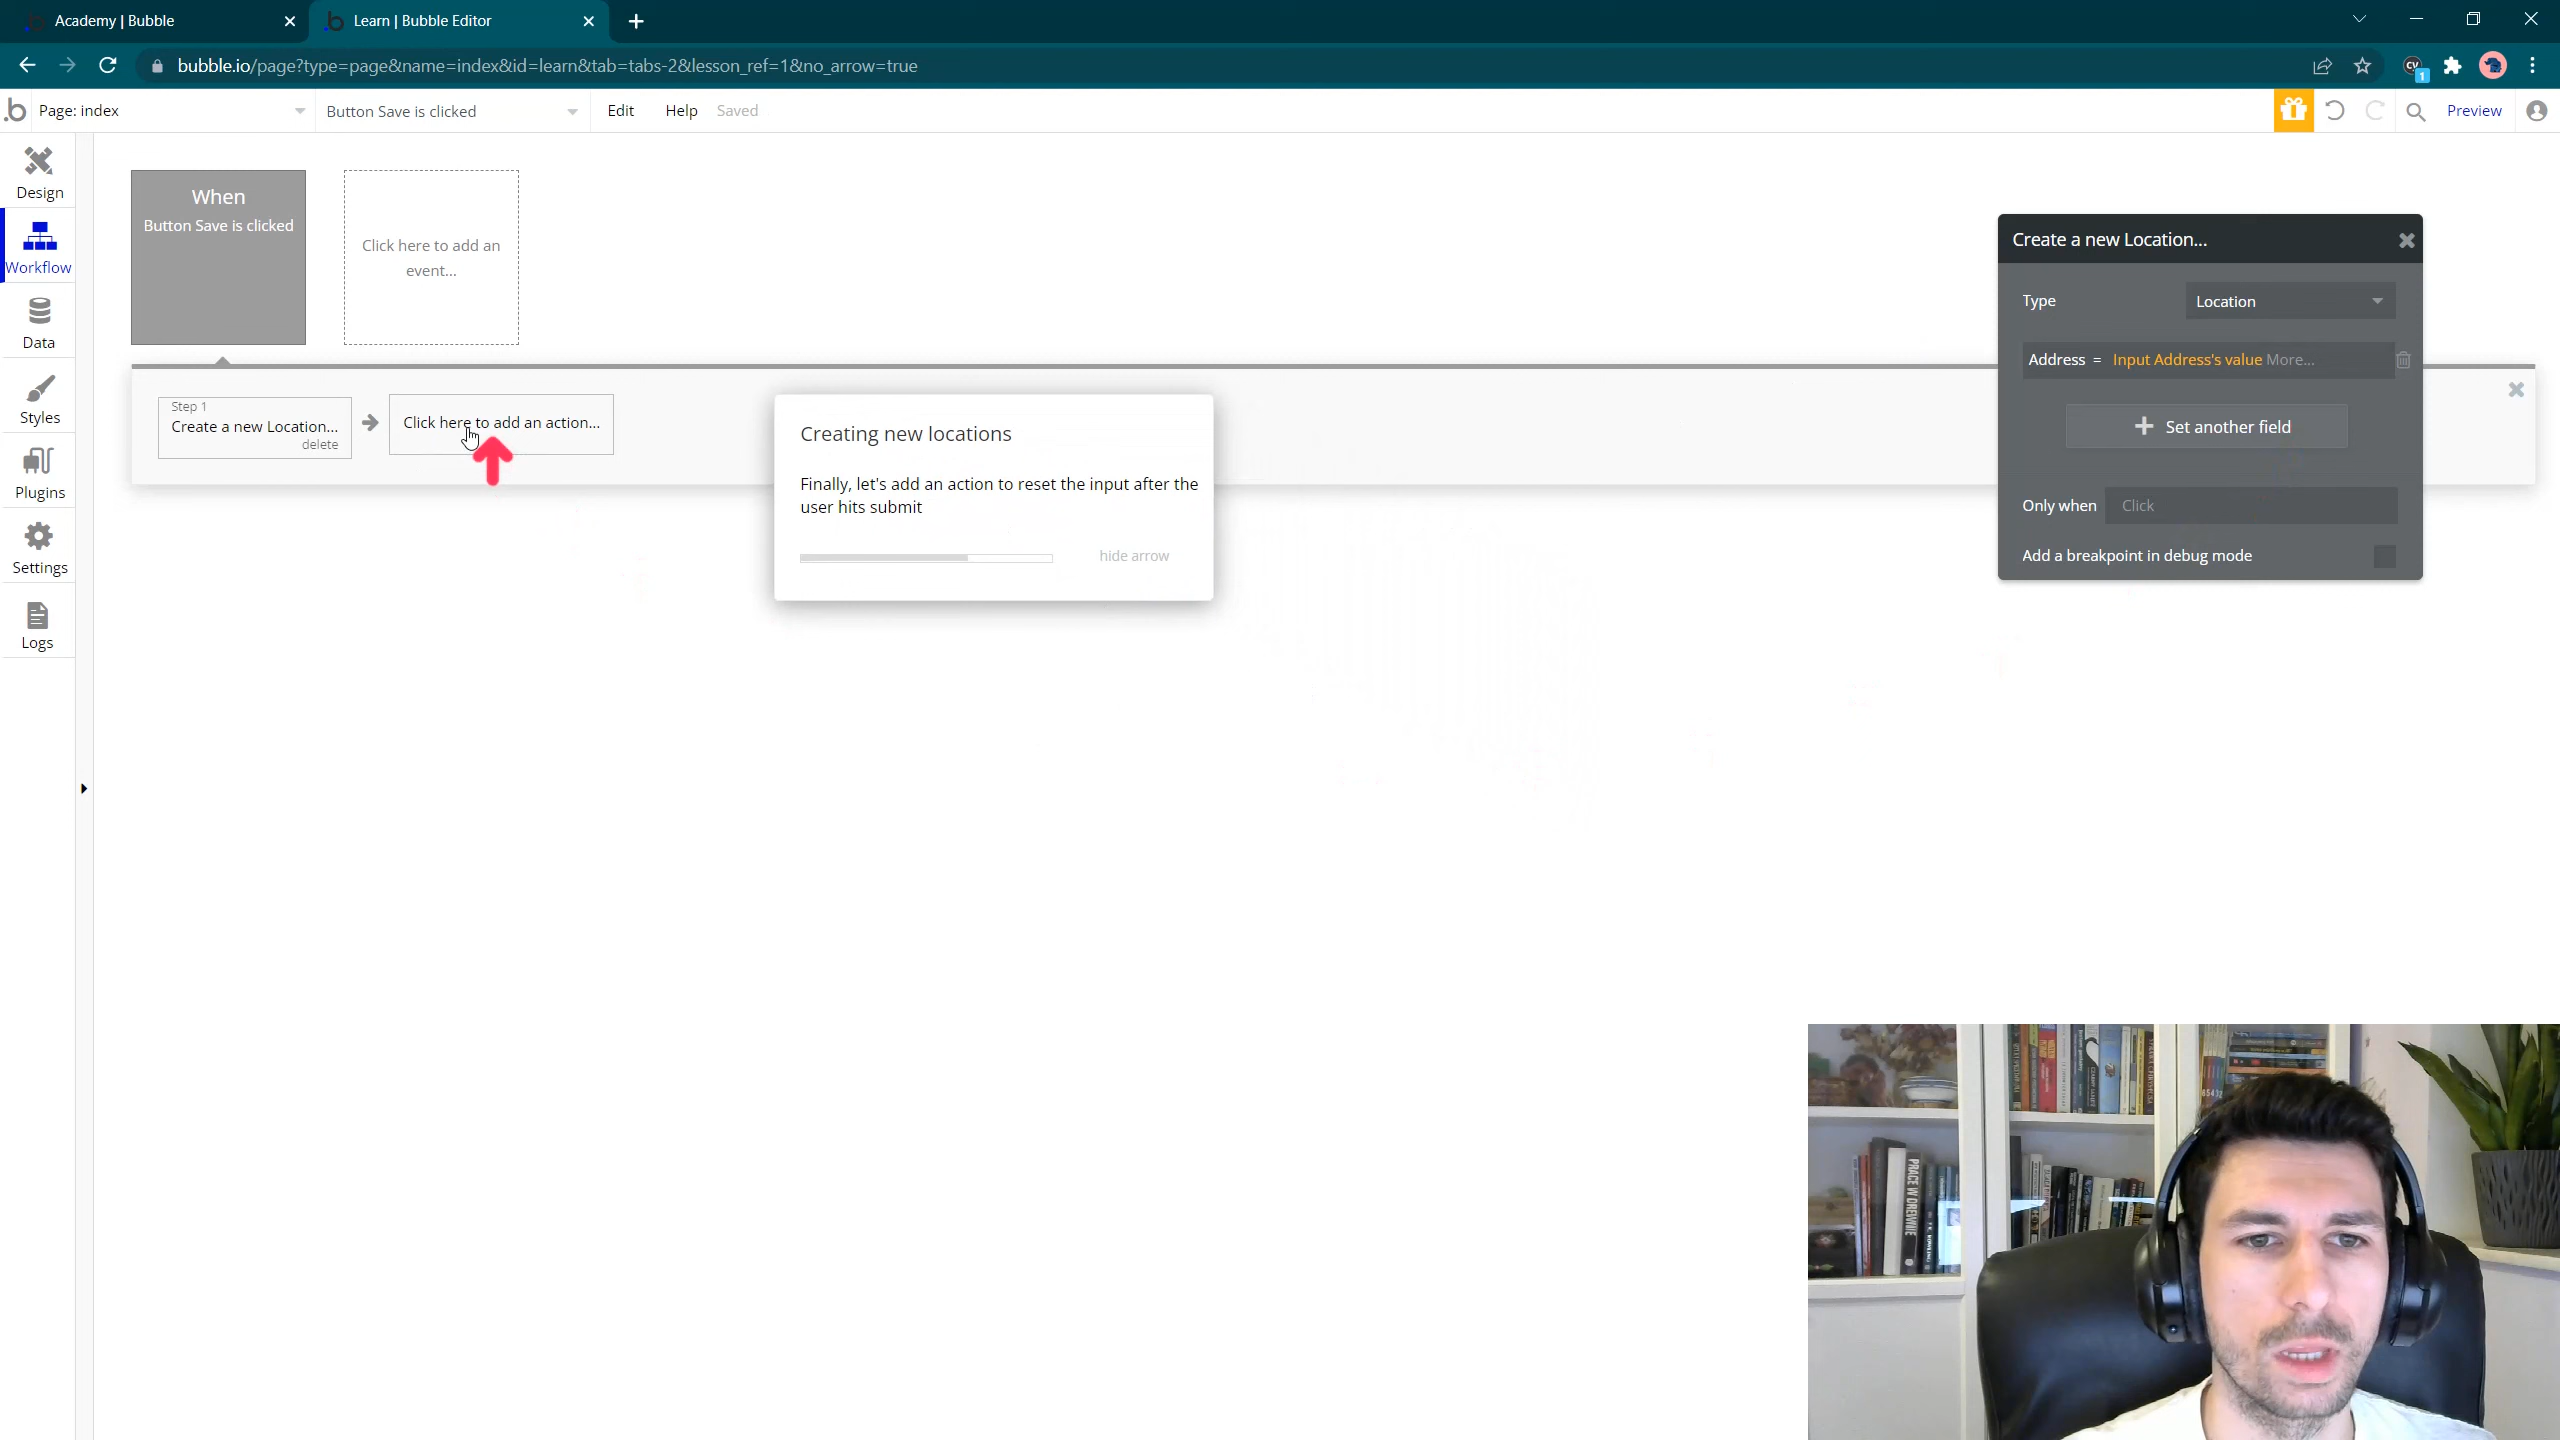 Academy | Bubble
Learn | Bubble Editor
bubble.io/page?type=page&name=index&id=learn&tab=tabs-2&lesson_ref=1&no_arrow=true
Page: index
Button Save is clicked
Edit
Help
Saved
Preview
Design
Workflow
Data
Styles
Plugins
Settings
Logs
When
Button Save is clicked
Click here to add an
event...
Step 1
Create a new Location...
delete
Click here to add an action...
Creating new locations
Finally, let's add an action to reset the input after the
user hits submit
hide arrow
Create a new Location...
Type
Location
Address = Input Address's value More...
Set another field
Only when
Click
Add a breakpoint in debug mode
PRACE W DREWNIE